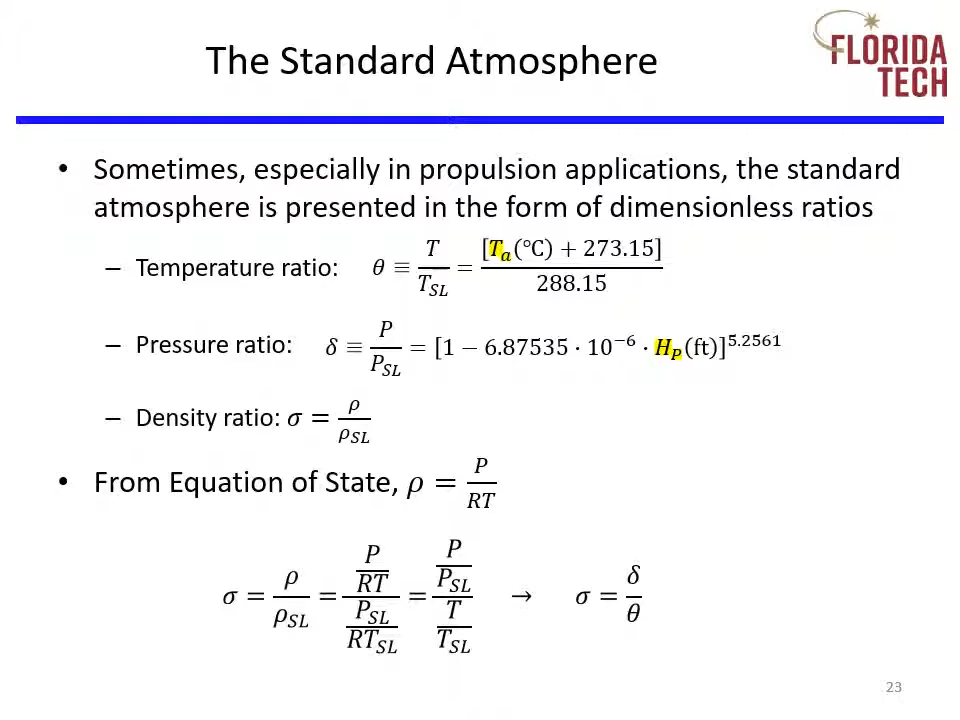 The Standard Atmosphere
FLORIDA
TECH
• Sometimes, especially in propulsion applications, the standard
atmosphere is presented in the form of dimensionless ratios
– Temperature ratio: θ ≡ T/T_SL = [T_a(℃) + 273.15]/288.15
– Pressure ratio: δ ≡ P/P_SL = [1 − 6.87535 · 10⁻⁶ · H_P(ft)]^5.2561
– Density ratio: σ = ρ/ρ_SL
• From Equation of State, ρ = P/RT
σ = ρ/ρ_SL = (P/RT)/(P_SL/RT_SL) = (P/P_SL)/(T/T_SL) → σ = δ/θ
23